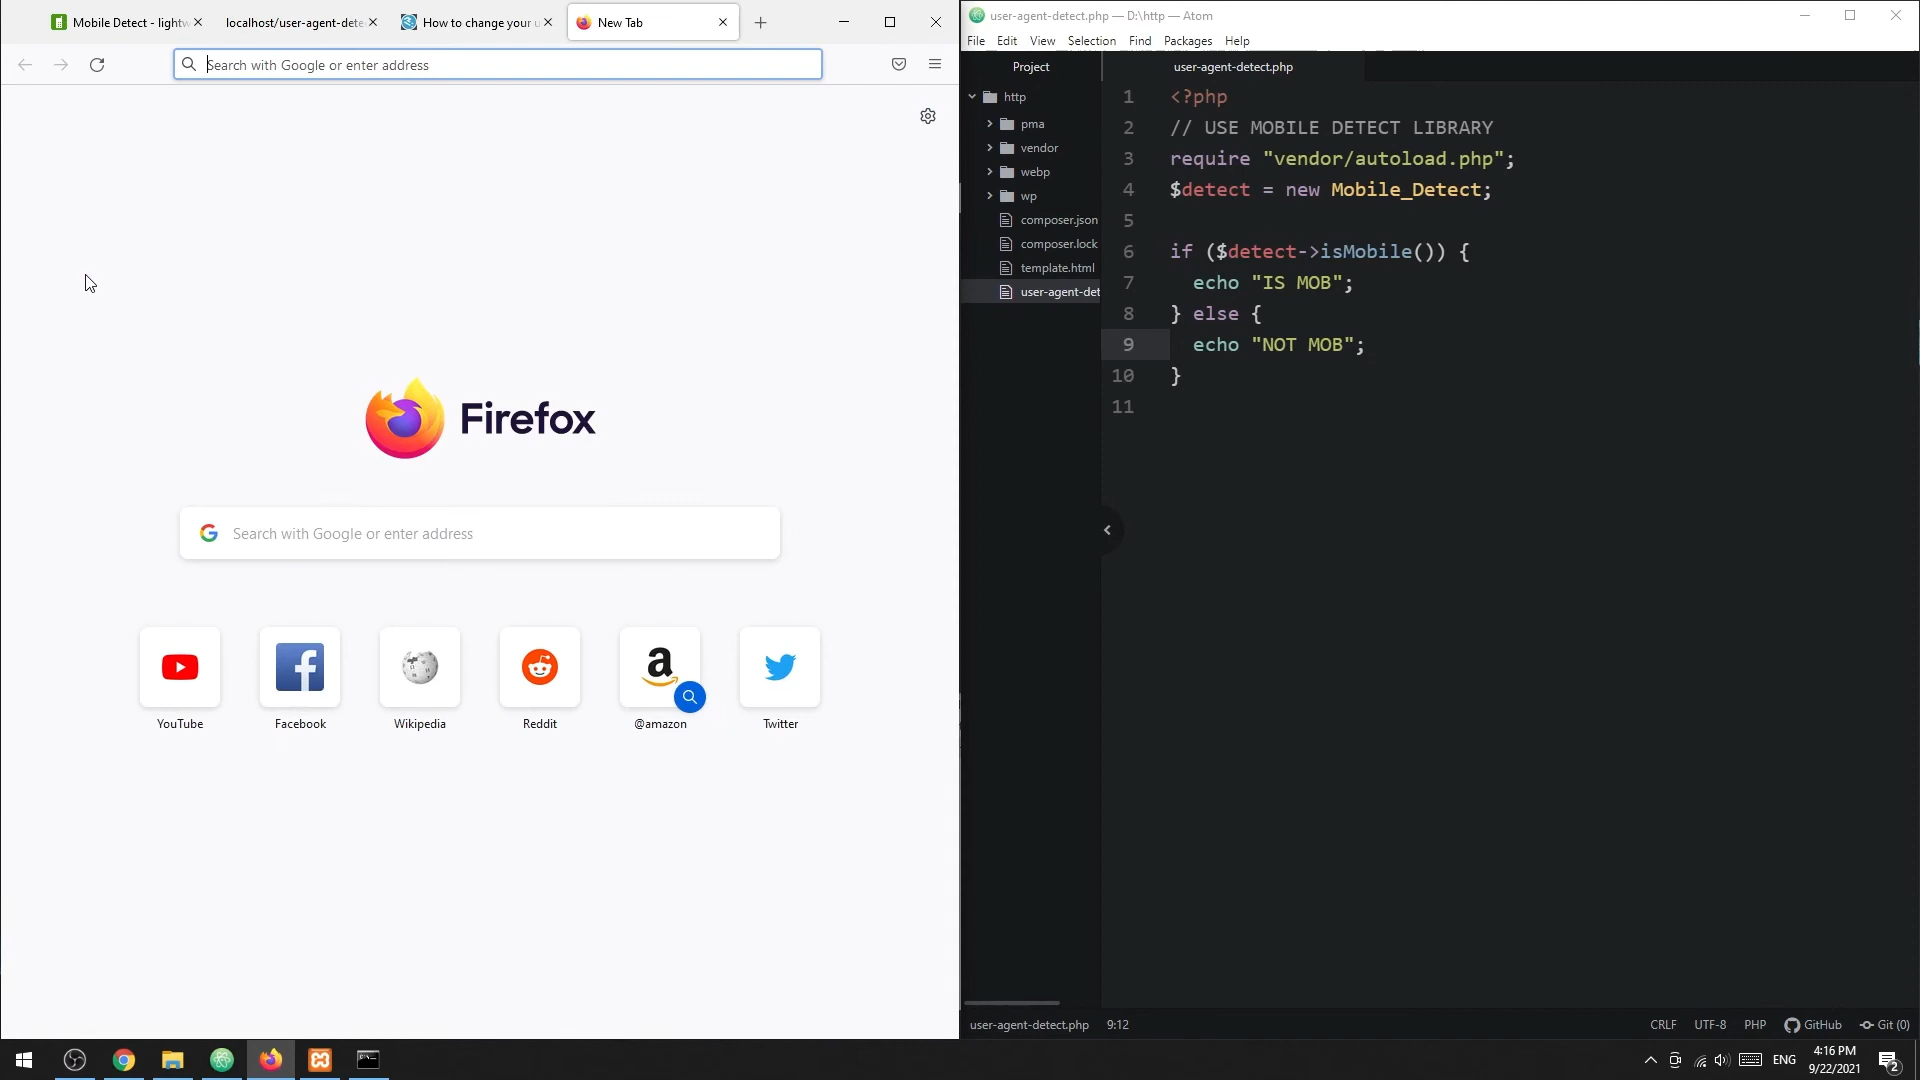 Mobile Detect - lightw
localhost/user-agent-dete
How to change your u
New Tab
Search with Google or enter address
Firefox
Search with Google or enter address
YouTube
Facebook
Wikipedia
Reddit
@amazon
Twitter
user-agent-detect.php — D:\http — Atom
File Edit View Selection Find Packages Help
Project
http
pma
vendor
webp
wp
composer.json
composer.lock
template.html
user-agent-det
user-agent-detect.php
1 <?php
2 // USE MOBILE DETECT LIBRARY
3 require "vendor/autoload.php";
4 $detect = new Mobile_Detect;
5
6 if ($detect->isMobile()) {
7 echo "IS MOB";
8 } else {
9 echo "NOT MOB";
10 }
11
user-agent-detect.php 9:12
CRLF UTF-8 PHP GitHub Git (0)
ENG
4:16 PM
9/22/2021
2